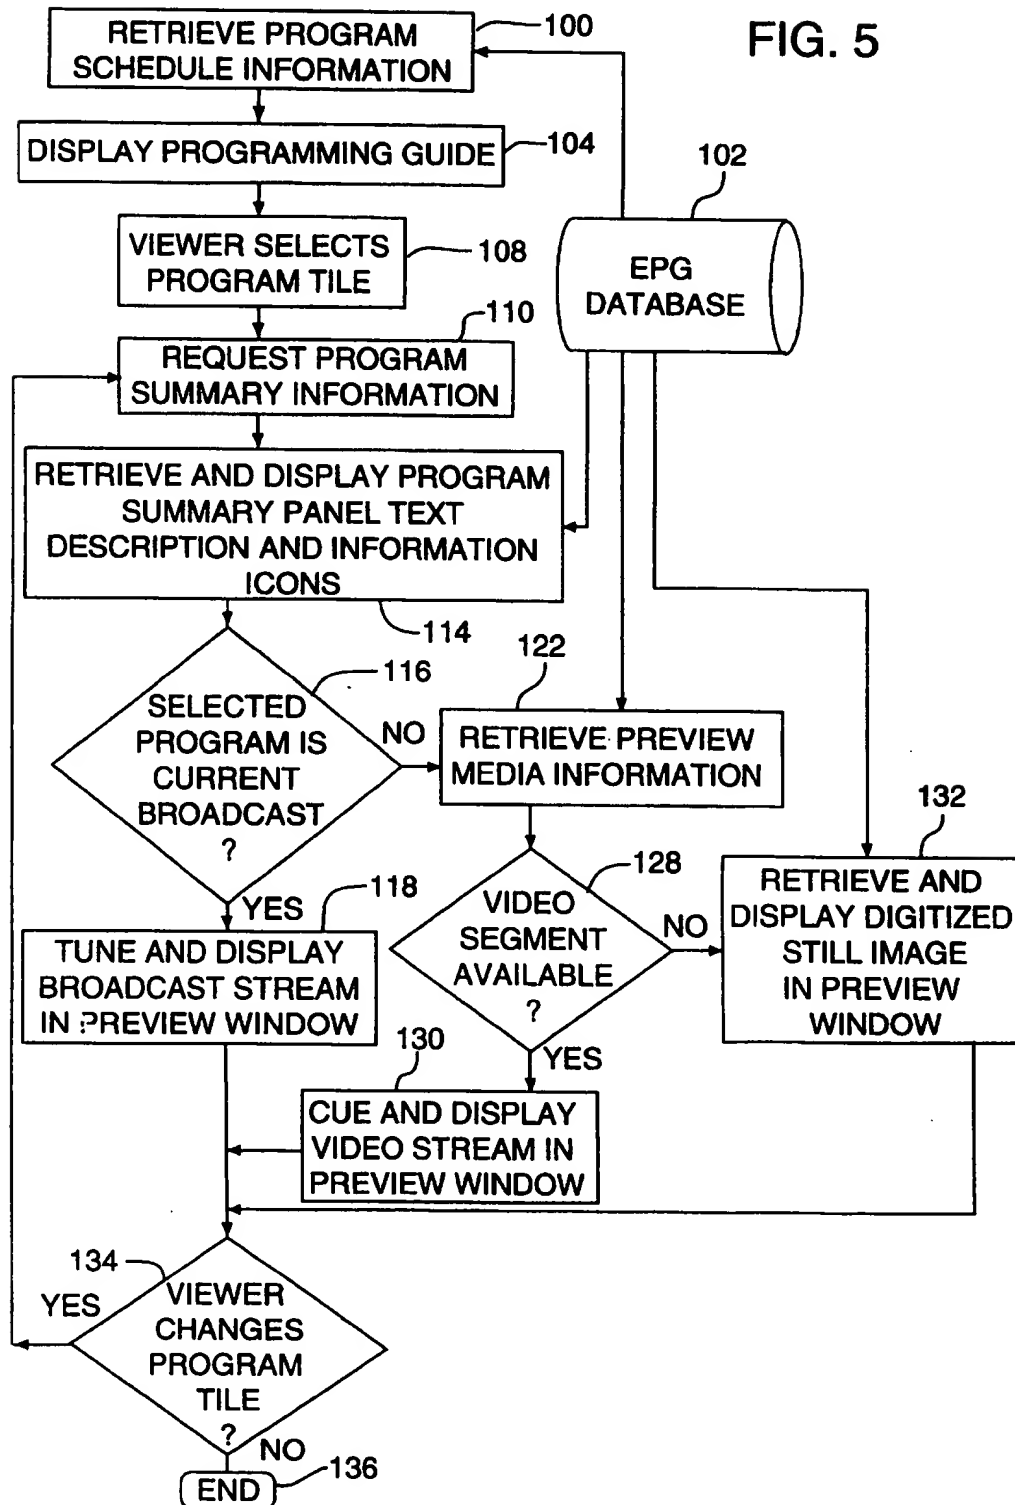 FIG. 5
RETRIEVE PROGRAM
SCHEDULE INFORMATION
100
DISPLAY PROGRAMMING GUIDE
104
102
EPG
DATABASE
VIEWER SELECTS
PROGRAM TILE
108
110
REQUEST PROGRAM
SUMMARY INFORMATION
RETRIEVE AND DISPLAY PROGRAM
SUMMARY PANEL TEXT
DESCRIPTION AND INFORMATION
ICONS
114
116
SELECTED
PROGRAM IS
CURRENT
BROADCAST
?
NO
YES
122
RETRIEVE PREVIEW
MEDIA INFORMATION
118
TUNE AND DISPLAY
BROADCAST STREAM
IN PREVIEW WINDOW
128
VIDEO
SEGMENT
AVAILABLE
?
NO
YES
132
RETRIEVE AND
DISPLAY DIGITIZED
STILL IMAGE
IN PREVIEW
WINDOW
130
CUE AND DISPLAY
VIDEO STREAM IN
PREVIEW WINDOW
134
YES
VIEWER
CHANGES
PROGRAM
TILE
?
NO
END
136